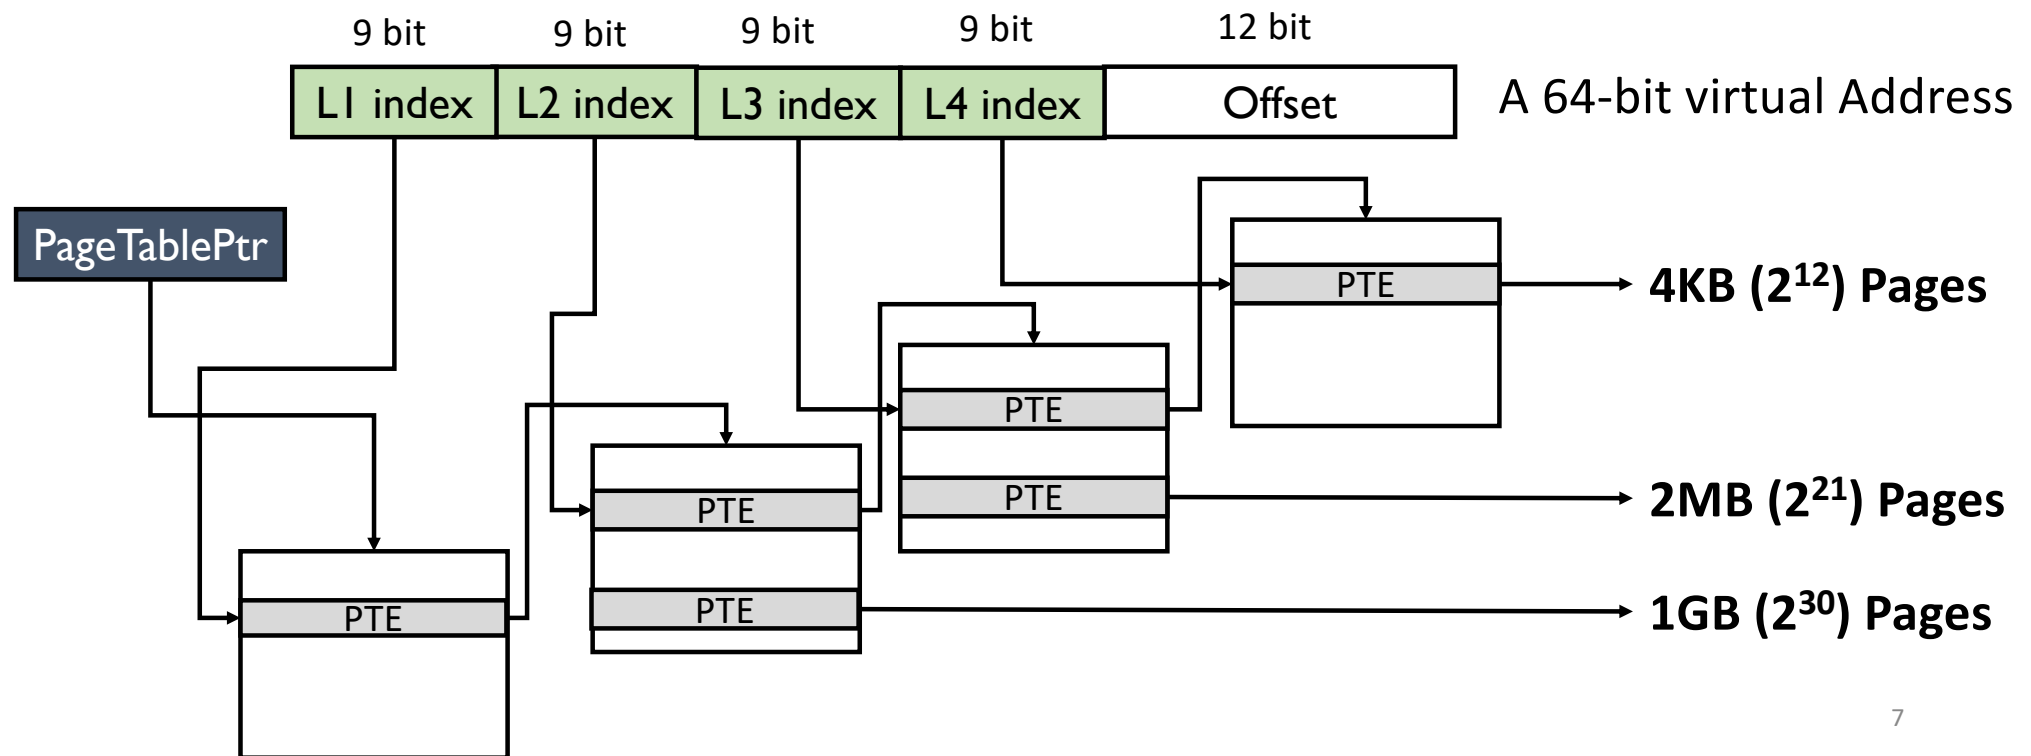 9 bit 9 bit 9 bit 9 bit 12 bit
L1 index L2 index L3 index L4 index Offset A 64-bit virtual Address
PageTablePtr
PTE 4KB (2¹²) Pages
PTE
PTE 2MB (2²¹) Pages
PTE
PTE 1GB (2³⁰) Pages
PTE
7